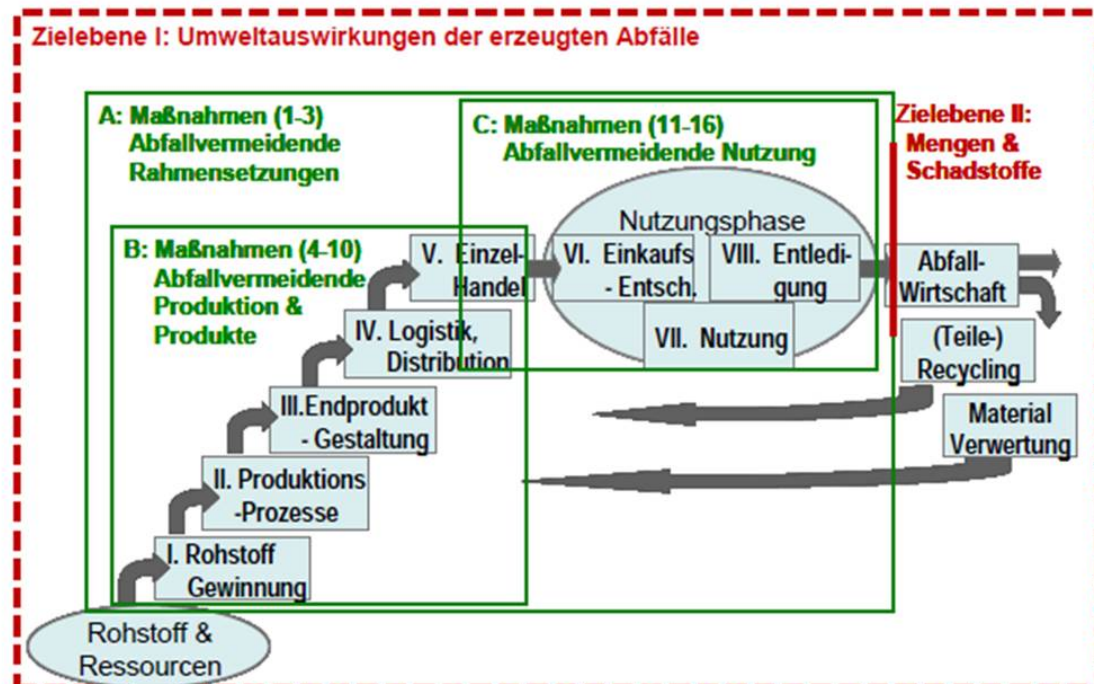 Zielebene I: Umweltauswirkungen der erzeugten Abfälle
A: Maßnahmen (1-3)
Abfallvermeidende
Rahmensetzungen
C: Maßnahmen (11-16)
Abfallvermeidende Nutzung
Zielebene II:
Mengen &
Schadstoffe
B: Maßnahmen (4-10)
Abfallvermeidende
Produktion &
Produkte
Nutzungsphase
V. Einzel-
Handel
VI. Einkaufs
- Entsch.
VIII. Entledi-
gung
VII. Nutzung
Abfall-
Wirtschaft
IV. Logistik,
Distribution
(Teile-)
Recycling
III.Endprodukt
- Gestaltung
Material
Verwertung
II. Produktions
-Prozesse
I. Rohstoff
Gewinnung
Rohstoff &
Ressourcen